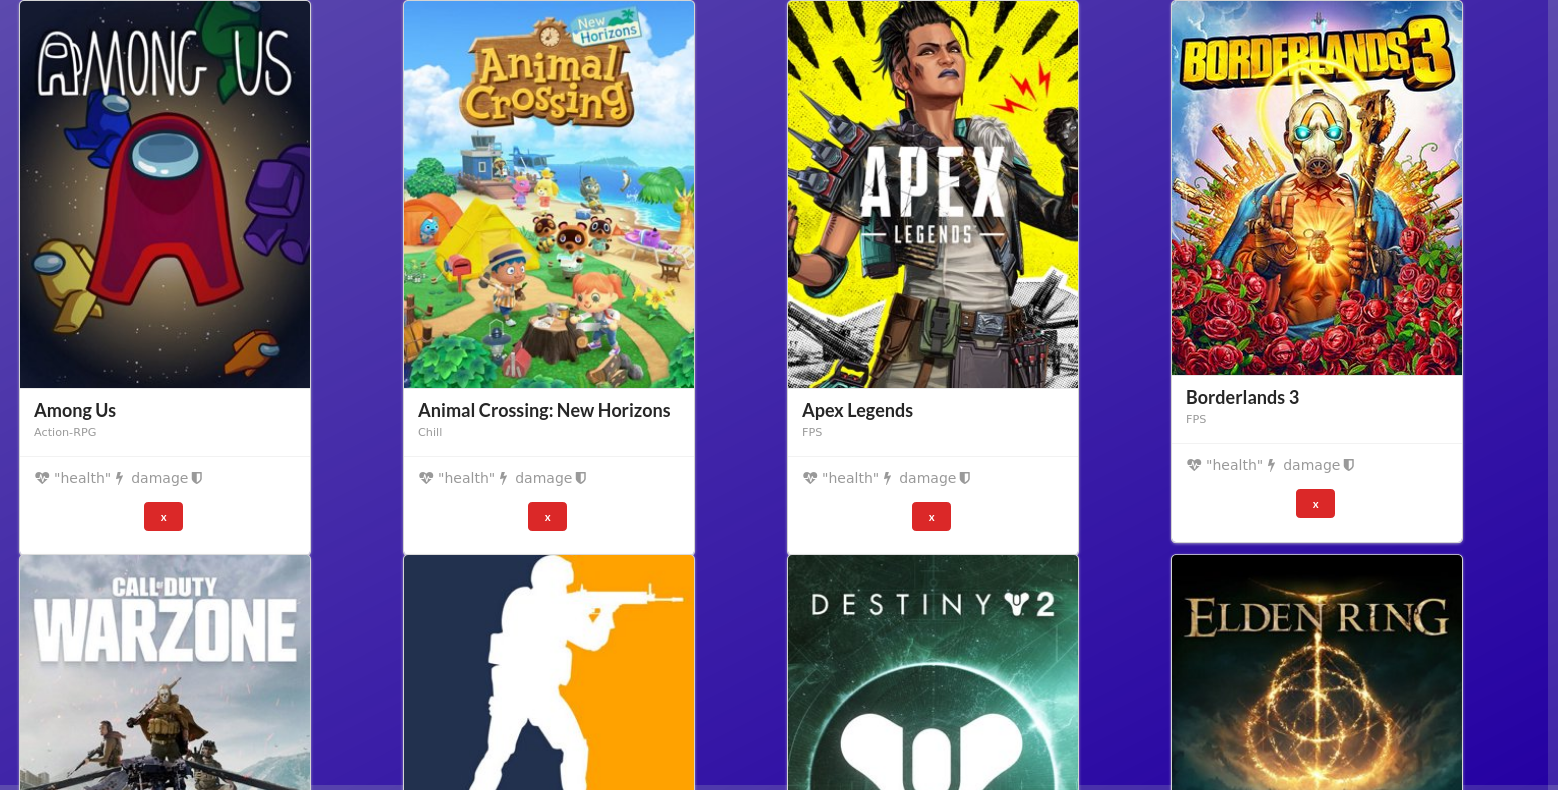 AMONG US
Among Us
Action-RPG
"health" damage
x
New
Horizons
Animal
Crossing
Animal Crossing: New Horizons
Chill
"health" damage
x
APEX
LEGENDS
Apex Legends
FPS
"health" damage
x
BORDERLANDS 3
Borderlands 3
FPS
"health" damage
x
CALL OF DUTY
WARZONE
DESTINY 2
ELDEN RING